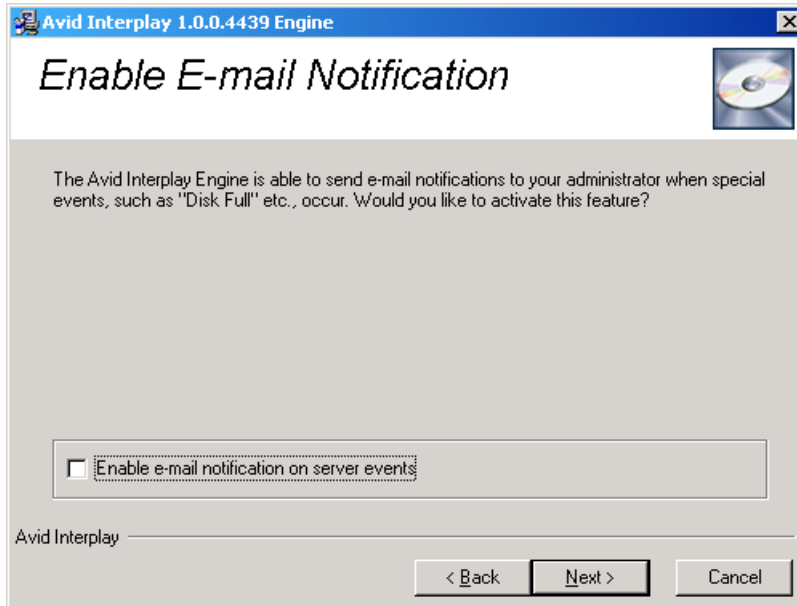 Avid Interplay 1.0.0.4439 Engine
Enable E-mail Notification
The Avid Interplay Engine is able to send e-mail notifications to your administrator when special
events, such as "Disk Full" etc., occur. Would you like to activate this feature?
Enable e-mail notification on server events
Avid Interplay
< Back Next > Cancel